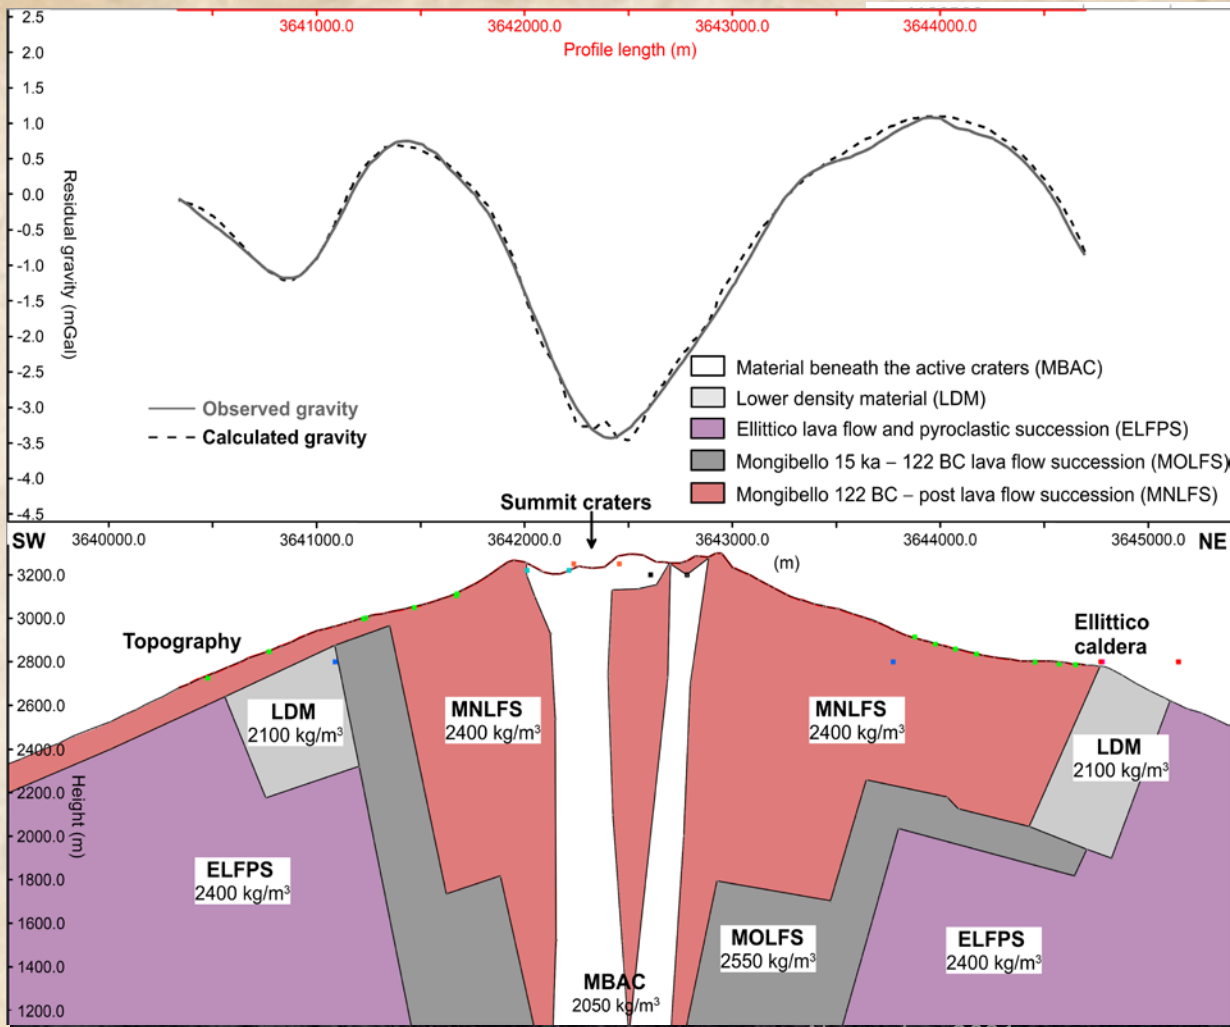 2.5
3641000.0 3642000.0 3643000.0 3644000.0
Profile length (m)
2.0
1.5
1.0
0.5
0.0
-0.5
-1.0
-1.5
-2.0
-2.5
-3.0
-3.5
-4.0
-4.5
Residual gravity (mGal)
Observed gravity
Calculated gravity
Material beneath the active craters (MBAC)
Lower density material (LDM)
Ellittico lava flow and pyroclastic succession (ELFPS)
Mongibello 15 ka – 122 BC lava flow succession (MOLFS)
Mongibello 122 BC – post lava flow succession (MNLFS)
Summit craters
3640000.0 3641000.0 3642000.0 3643000.0 3644000.0 3645000.0
SW
NE
(m)
3200.0
3000.0
2800.0
2600.0
2400.0
2200.0
2000.0
1800.0
1600.0
1400.0
1200.0
Height (m)
Topography
Ellittico
caldera
LDM
2100 kg/m³
MNLFS
2400 kg/m³
MNLFS
2400 kg/m³
LDM
2100 kg/m³
ELFPS
2400 kg/m³
MOLFS
2550 kg/m³
ELFPS
2400 kg/m³
MBAC
2050 kg/m³